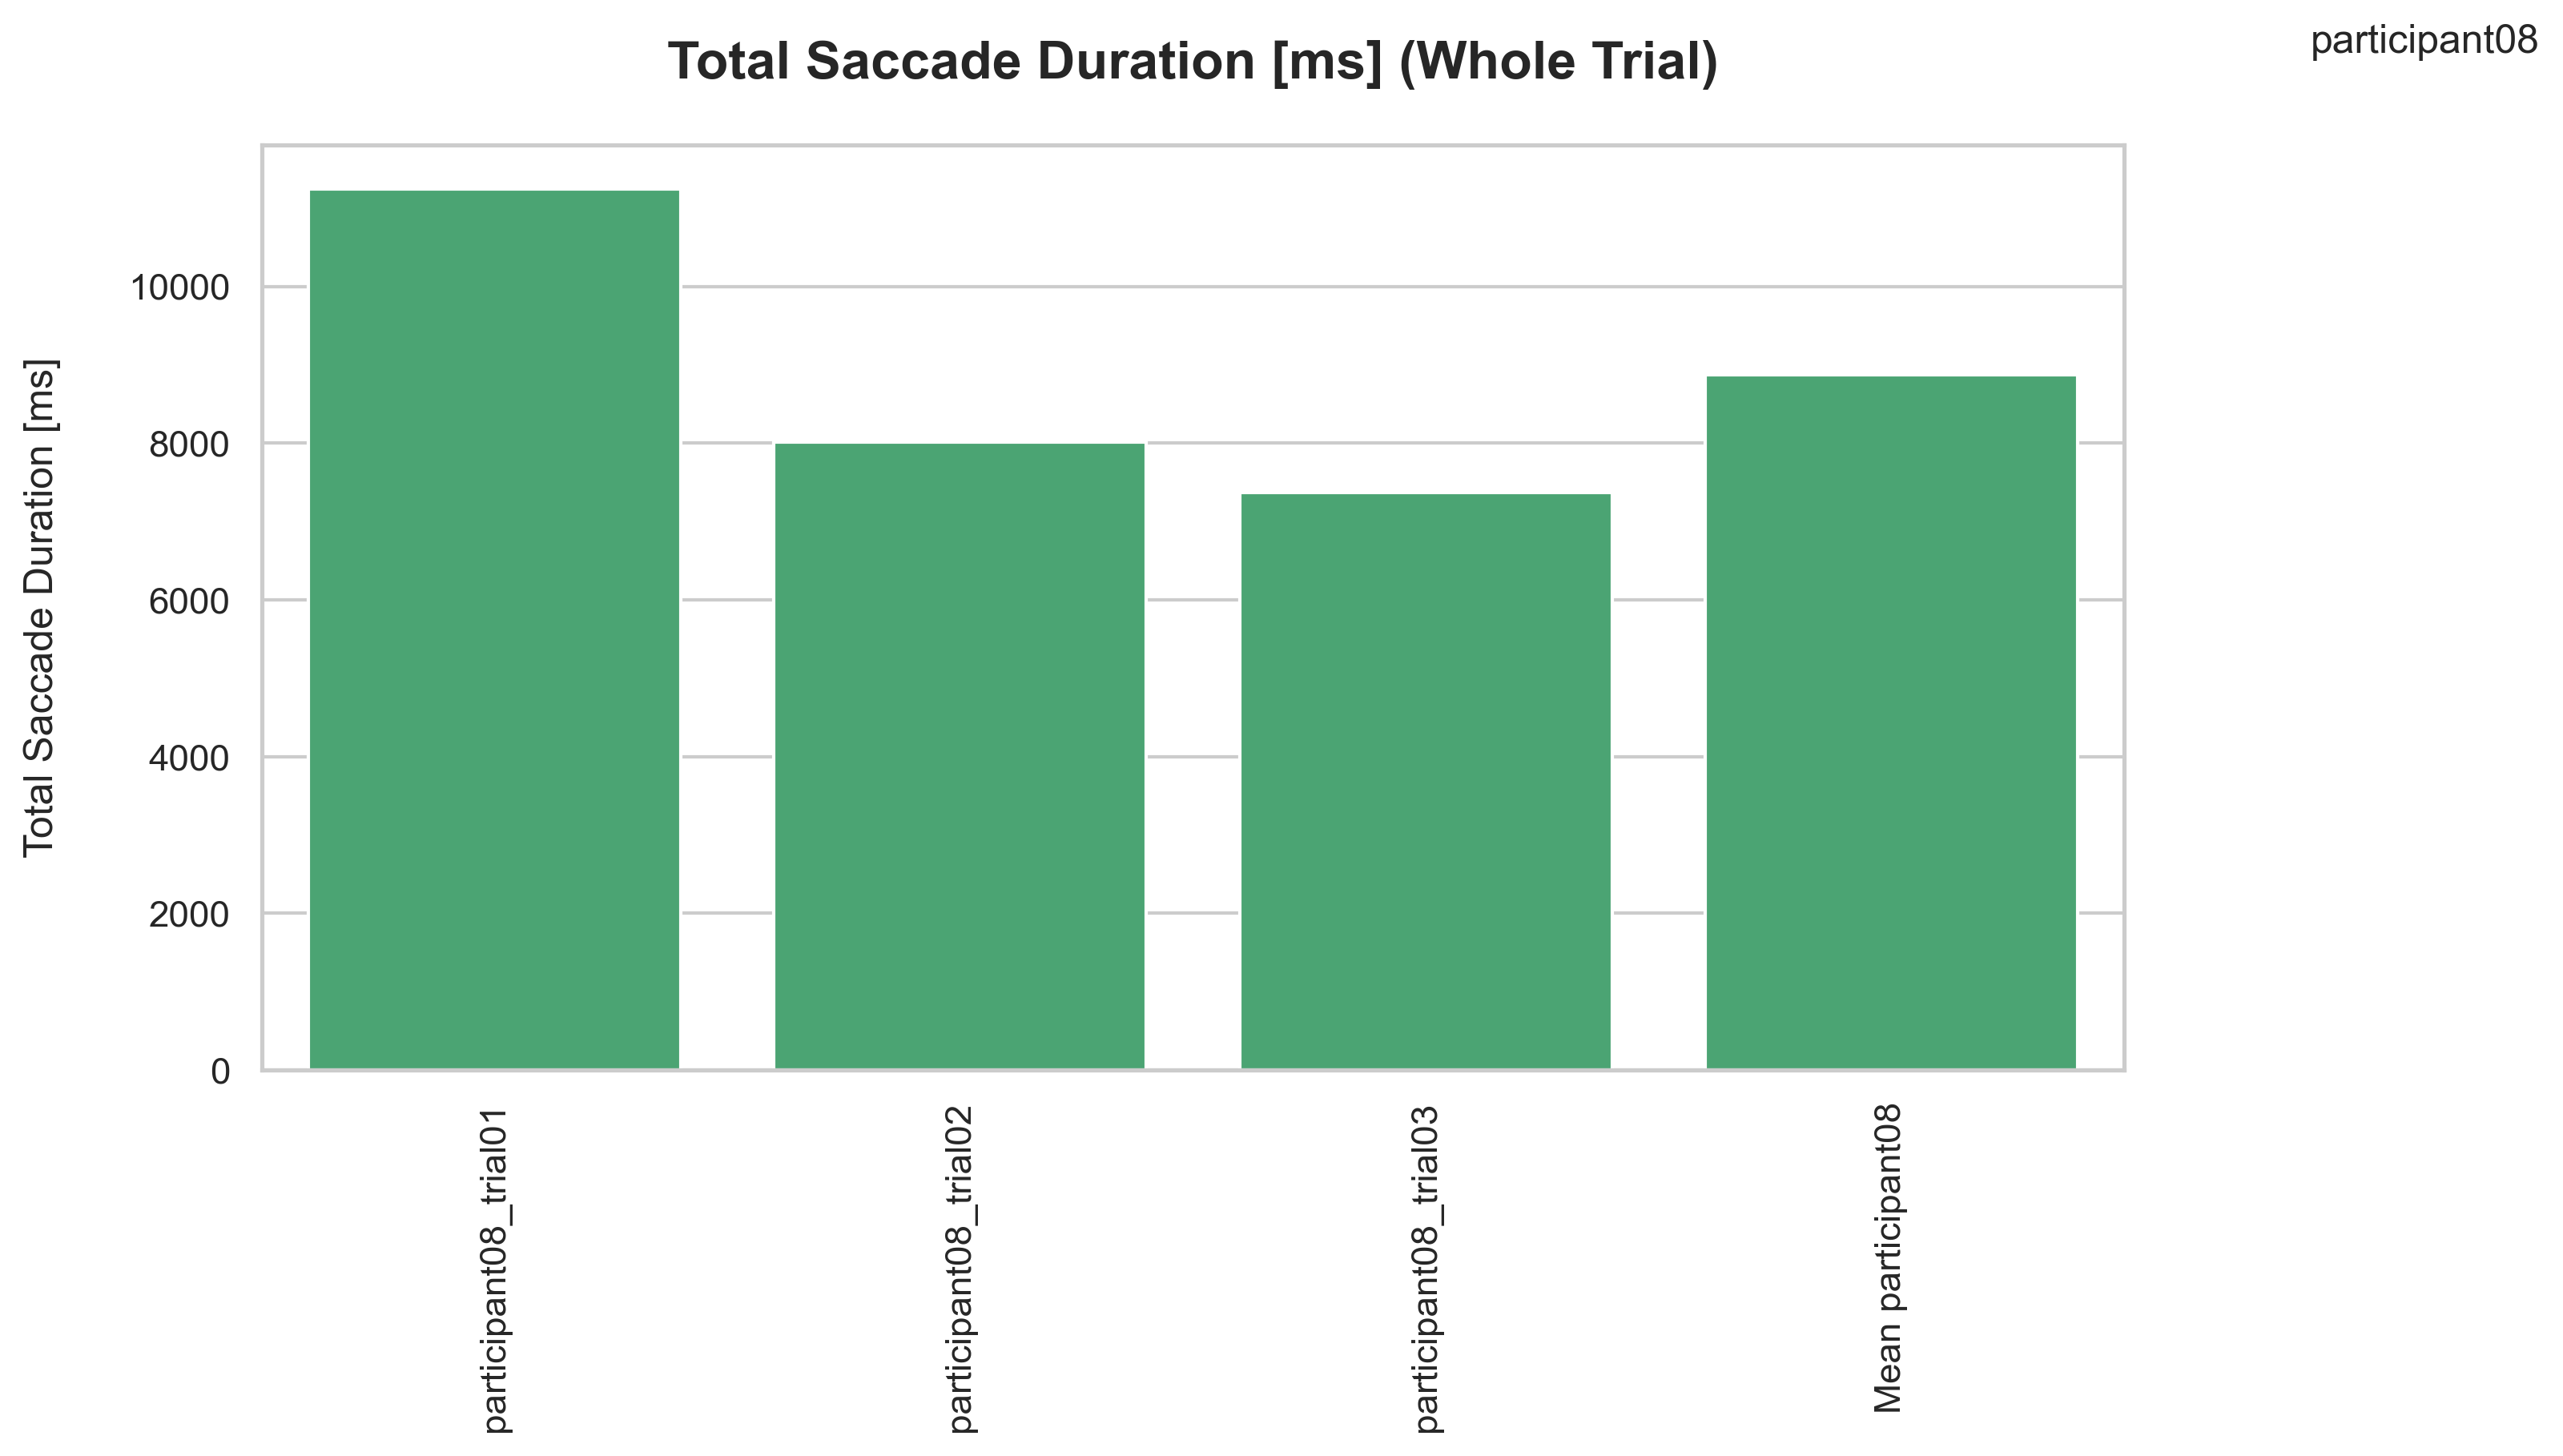 participant08
Total Saccade Duration [ms] (Whole Trial)
Total Saccade Duration [ms]
10000
8000
6000
4000
2000
0
participant08_trial01
participant08_trial02
participant08_trial03
Mean participant08